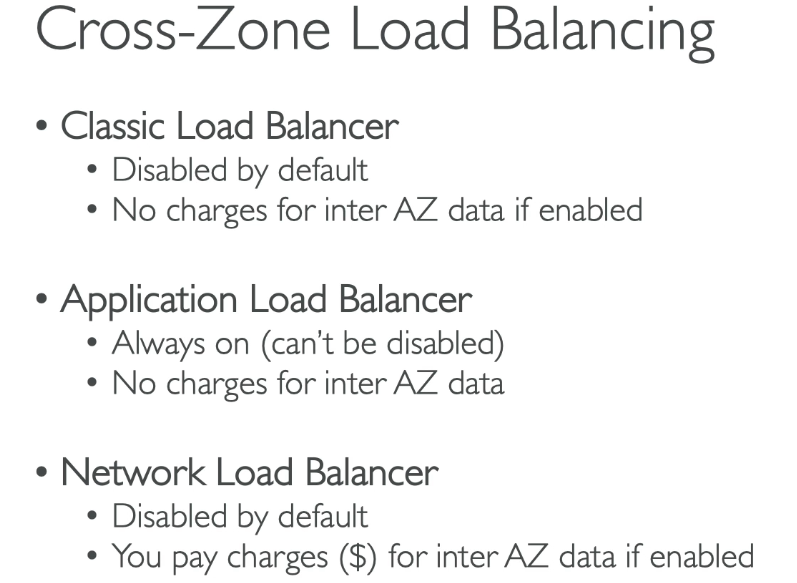 Cross-Zone Load Balancing
• Classic Load Balancer
• Disabled by default
• No charges for inter AZ data if enabled
• Application Load Balancer
• Always on (can’t be disabled)
• No charges for inter AZ data
• Network Load Balancer
• Disabled by default
• You pay charges ($) for inter AZ data if enabled